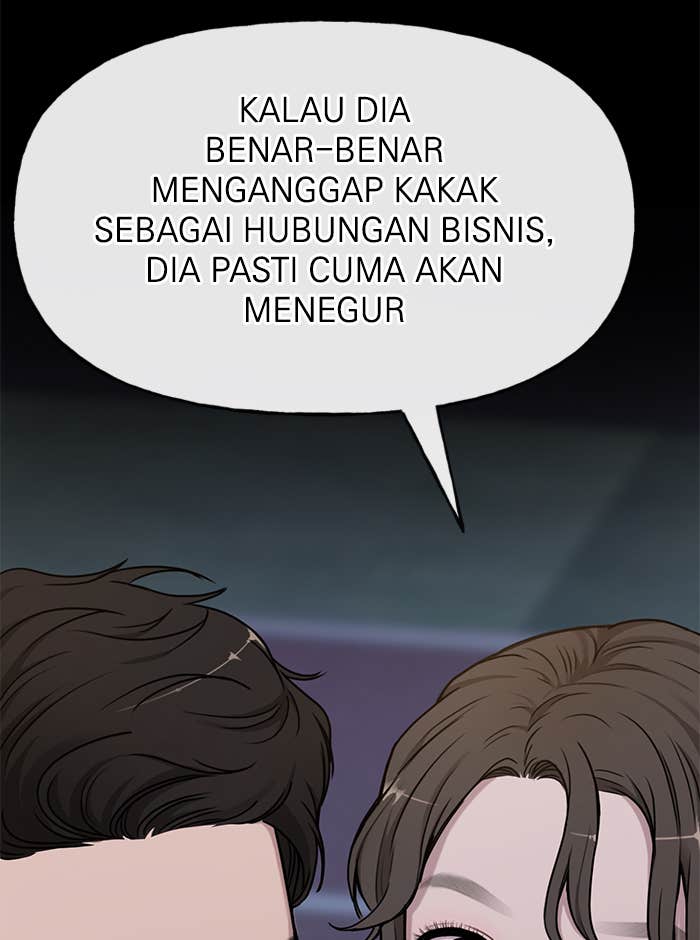 KALAU DIA
BENAR-BENAR
MENGANGGAP KAKAK
SEBAGAI HUBUNGAN BISNIS,
DIA PASTI CUMA AKAN
MENEGUR